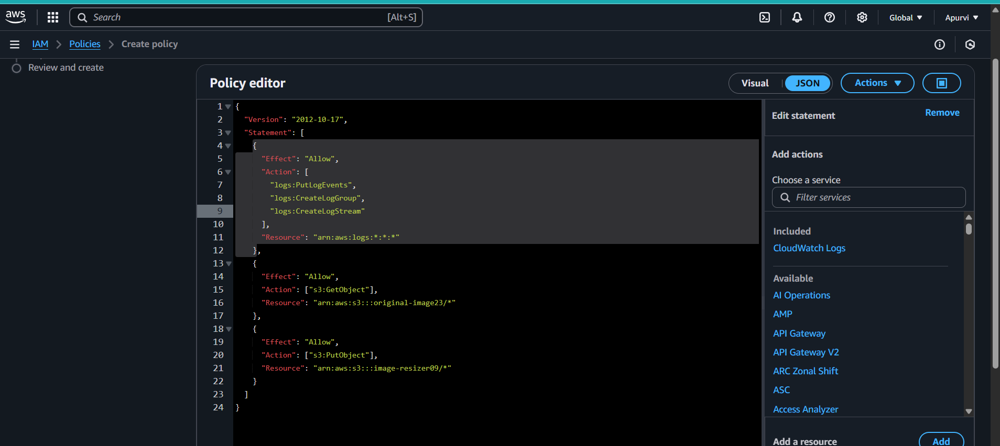 aws
Search [Alt+S] Global Apurvi
IAM Policies Create policy
Review and create
Policy editor Visual JSON Actions
1 {
2 "Version": "2012-10-17",
3 "Statement": [
4 {
5 "Effect": "Allow",
6 "Action": [
7 "logs:PutLogEvents",
8 "logs:CreateLogGroup",
9 "logs:CreateLogStream"
10 ],
11 "Resource": "arn:aws:logs:*:*:*"
12 },
13 {
14 "Effect": "Allow",
15 "Action": ["s3:GetObject"],
16 "Resource": "arn:aws:s3:::original-image23/*"
17 },
18 {
19 "Effect": "Allow",
20 "Action": ["s3:PutObject"],
21 "Resource": "arn:aws:s3:::image-resizer09/*"
22 }
23 ]
24 }
Edit statement Remove
Add actions
Choose a service
Filter services
Included
CloudWatch Logs
Available
AI Operations
AMP
API Gateway
API Gateway V2
ARC Zonal Shift
ASC
Access Analyzer
Add a resource Add